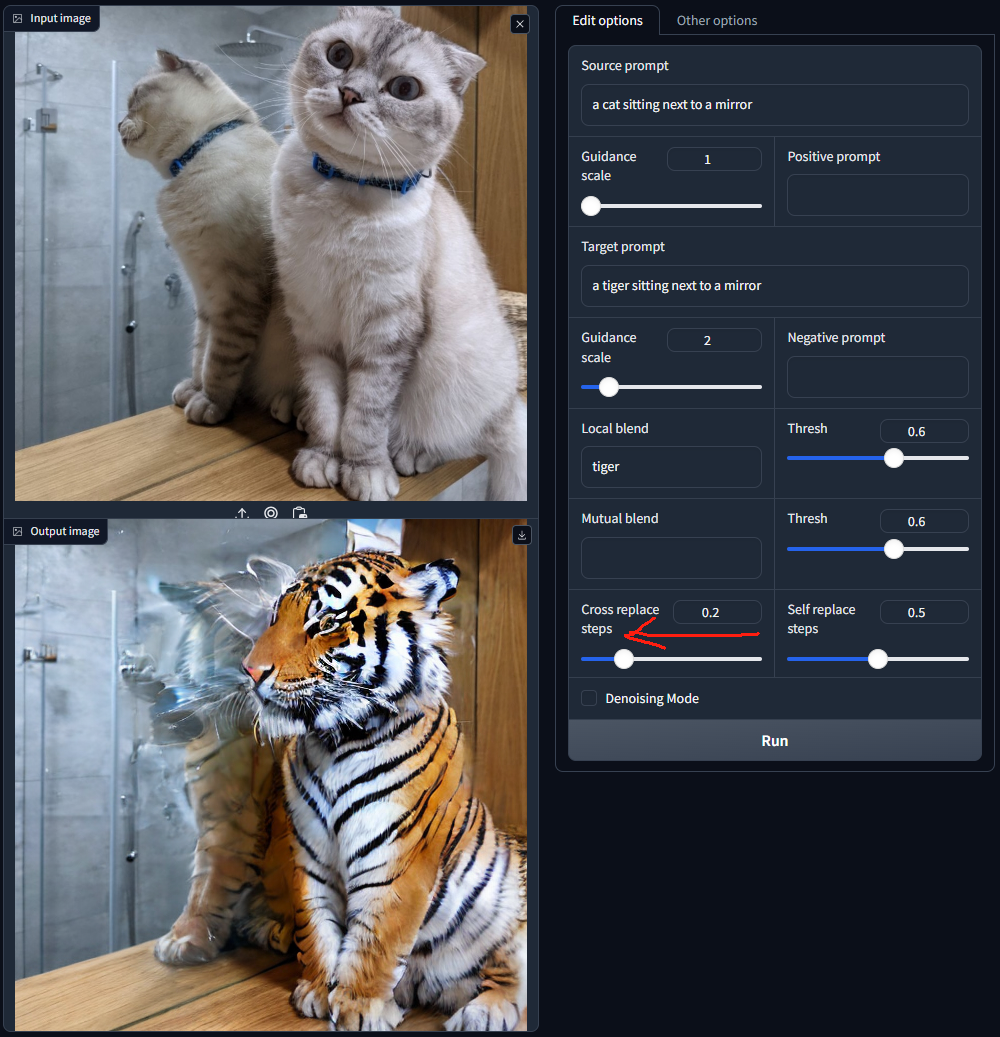 Input image
Output image
Edit options
Other options
Source prompt
a cat sitting next to a mirror
Guidance
scale
1
Positive prompt
Target prompt
a tiger sitting next to a mirror
Guidance
scale
2
Negative prompt
Local blend
tiger
Thresh
0.6
Mutual blend
Thresh
0.6
Cross replace
steps
0.2
Self replace
steps
0.5
Denoising Mode
Run